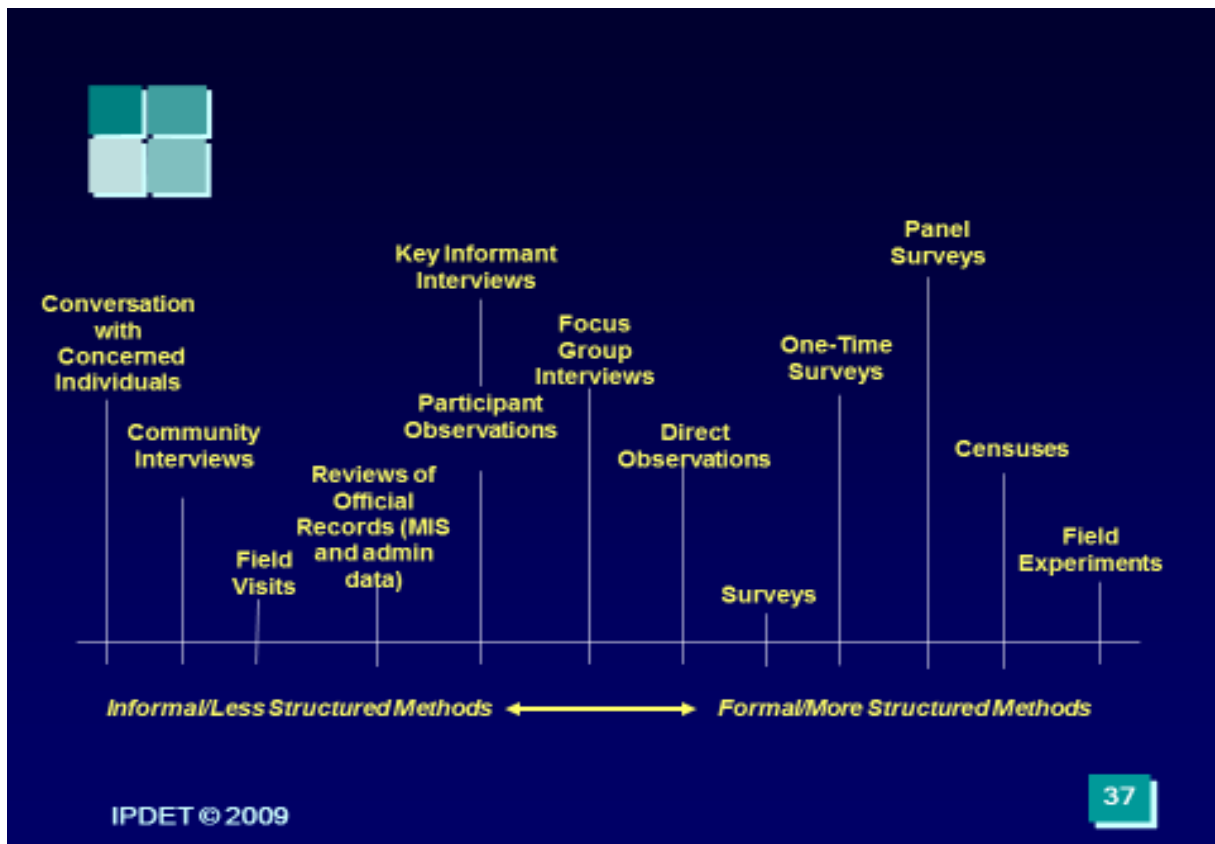 Conversation
with
Concerned
Individuals
Community
Interviews
Field
Visits
Reviews of
Official
Records (MIS
and admin
data)
Key Informant
Interviews
Participant
Observations
Focus
Group
Interviews
Direct
Observations
Surveys
One-Time
Surveys
Panel
Surveys
Censuses
Field
Experiments
Informal/Less Structured Methods
Formal/More Structured Methods
IPDET © 2009
37